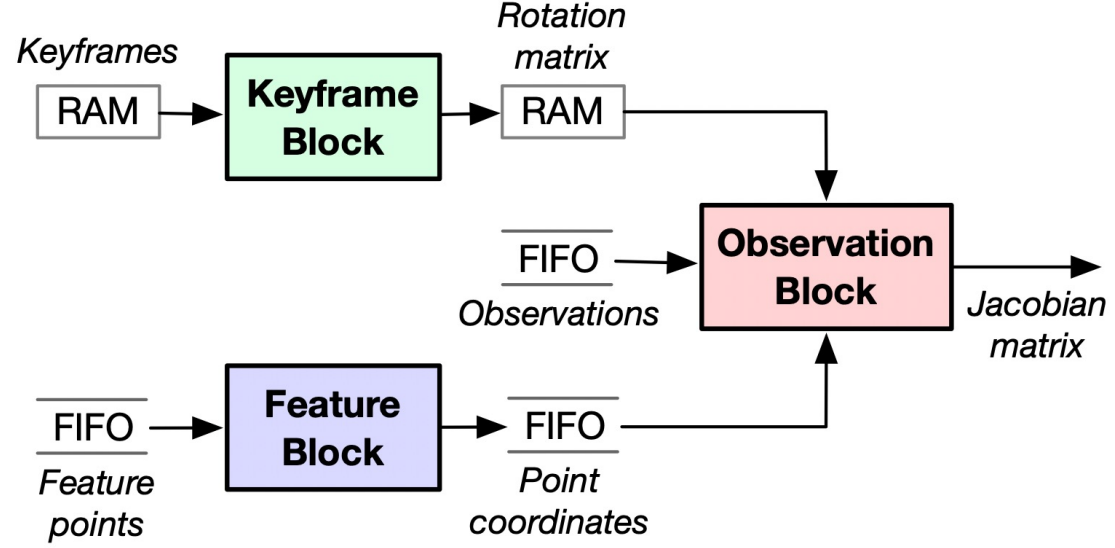 Keyframes
RAM
Keyframe
Block
Rotation
matrix
RAM
FIFO
Observations
Observation
Block
Jacobian
matrix
FIFO
Feature
points
Feature
Block
FIFO
Point
coordinates